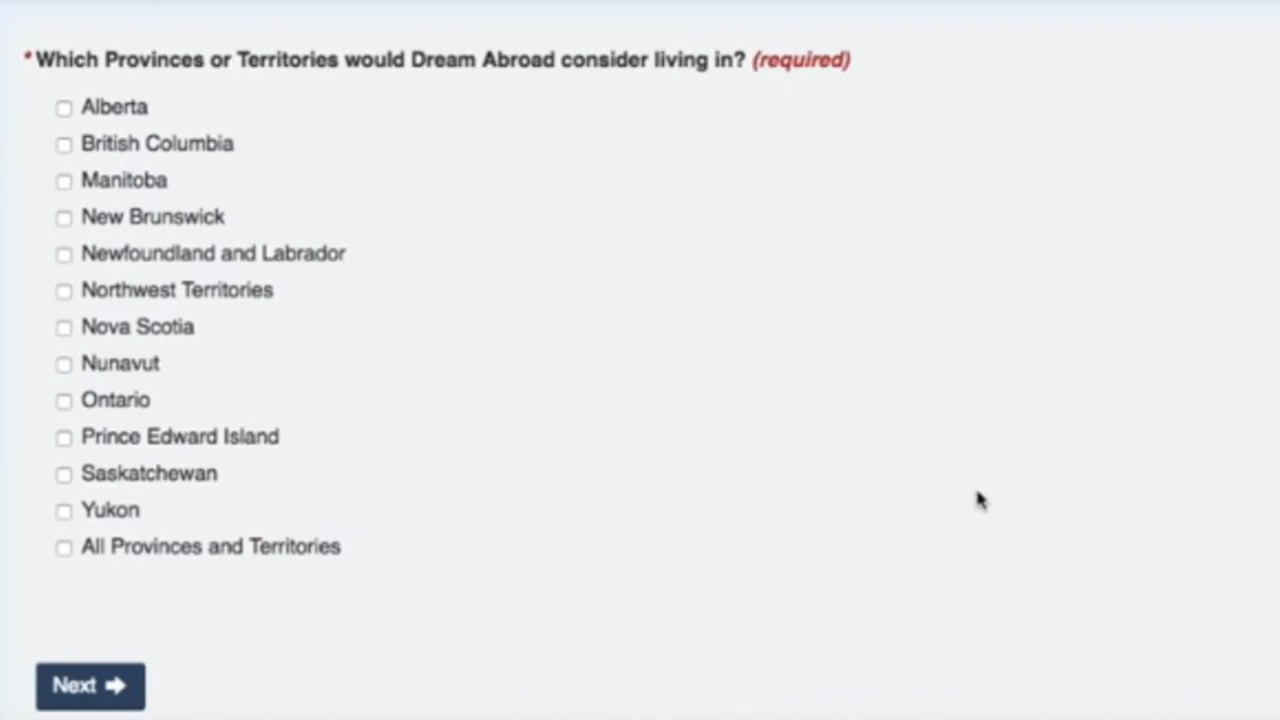 * Which Provinces or Territories would Dream Abroad consider living in? (required)
Alberta
British Columbia
Manitoba
New Brunswick
Newfoundland and Labrador
Northwest Territories
Nova Scotia
Nunavut
Ontario
Prince Edward Island
Saskatchewan
Yukon
All Provinces and Territories
Next